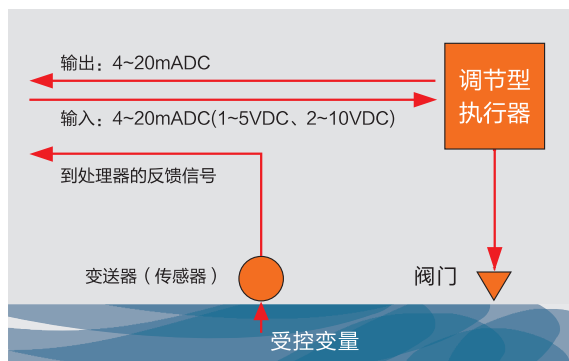 输出：4~20mADC
调节型
执行器
输入：4~20mADC(1~5VDC、2~10VDC)
到处理器的反馈信号
变送器（传感器）
阀门
受控变量